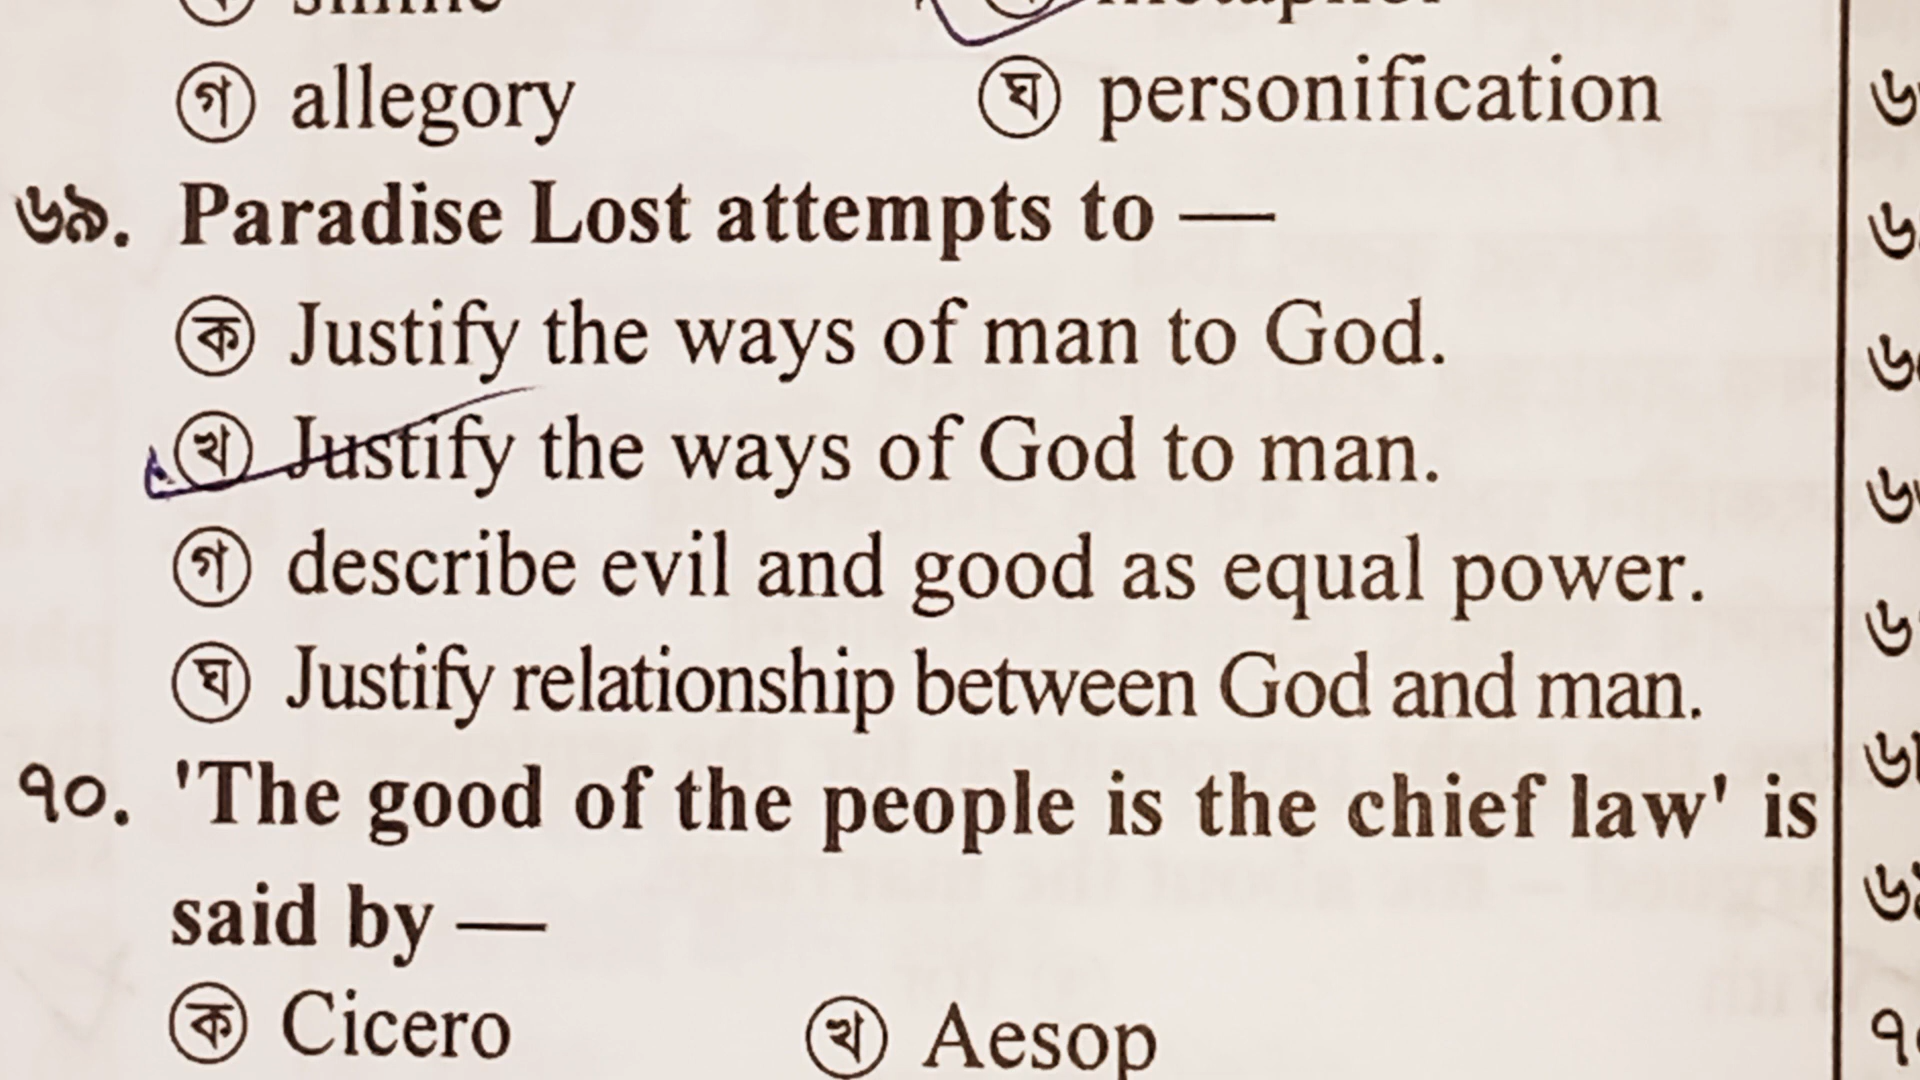 গ allegory ঘ personification
৬৯. Paradise Lost attempts to —
ক Justify the ways of man to God.
খ Justify the ways of God to man.
গ describe evil and good as equal power.
ঘ Justify relationship between God and man.
৭০. 'The good of the people is the chief law' is
said by —
ক Cicero খ Aesop